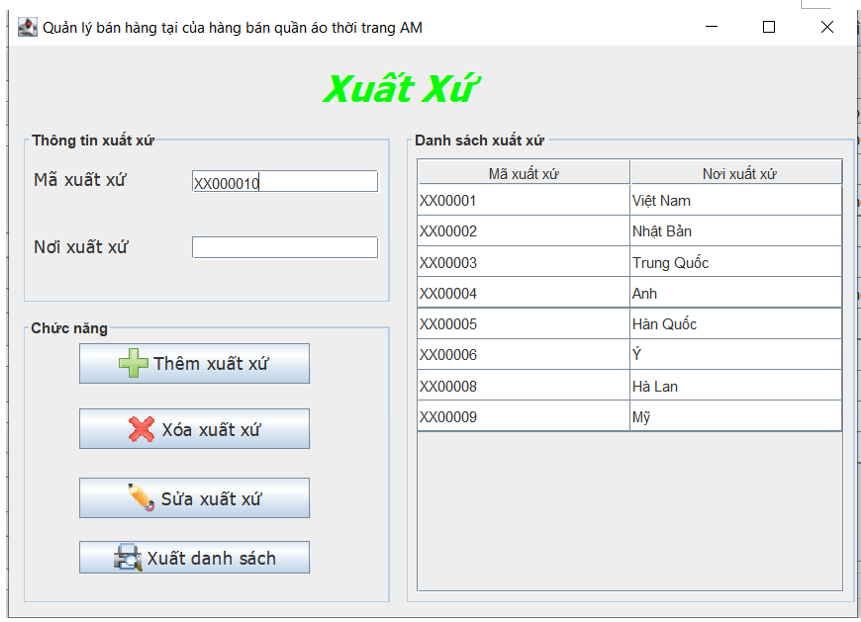 Quản lý bán hàng tại của hàng bán quần áo thời trang AM
Xuất Xứ
Thông tin xuất xứ
Mã xuất xứ
XX000010
Nơi xuất xứ
Chức năng
Thêm xuất xứ
Xóa xuất xứ
Sửa xuất xứ
Xuất danh sách
Danh sách xuất xứ
Mã xuất xứ Nơi xuất xứ
XX00001 Việt Nam
XX00002 Nhật Bản
XX00003 Trung Quốc
XX00004 Anh
XX00005 Hàn Quốc
XX00006 Ý
XX00008 Hà Lan
XX00009 Mỹ